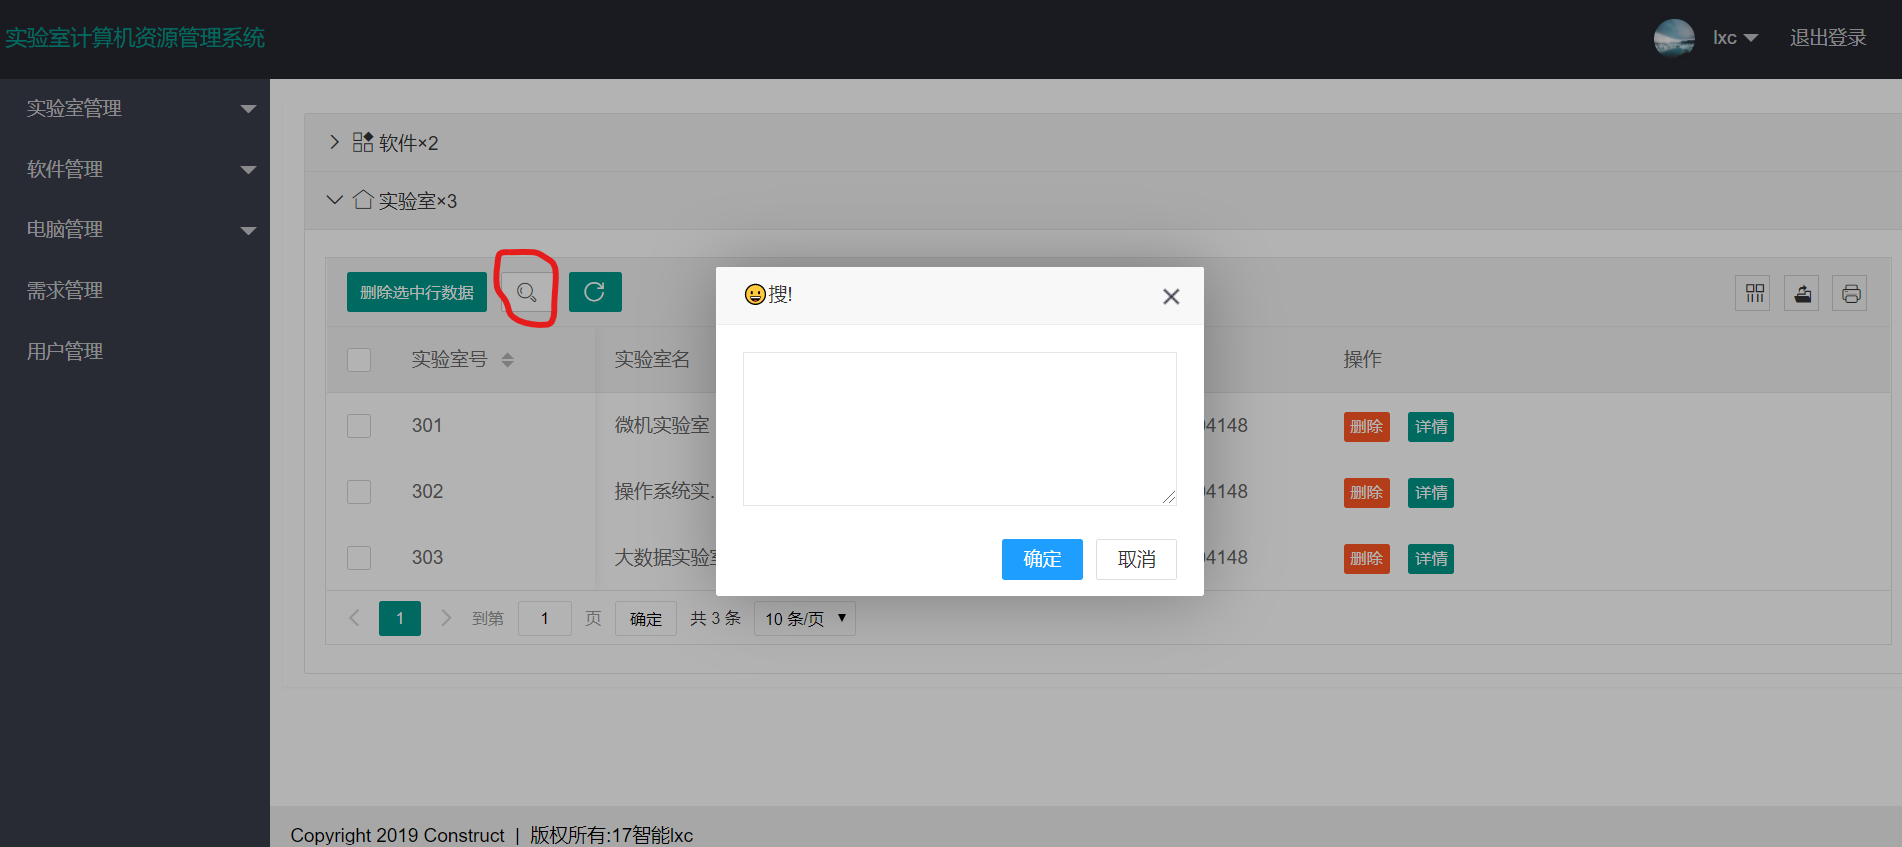 实验室计算机资源管理系统
lxc
退出登录
实验室管理
软件管理
电脑管理
需求管理
用户管理
软件×2
实验室×3
删除选中行数据
😀搜!
确定
取消
实验室号
实验室名
操作
301
微机实验室
4148
删除
详情
302
操作系统实.
4148
删除
详情
303
大数据实验
4148
删除
详情
1
到第
1
页
确定
共 3 条
10 条/页
Copyright 2019 Construct | 版权所有:17智能lxc